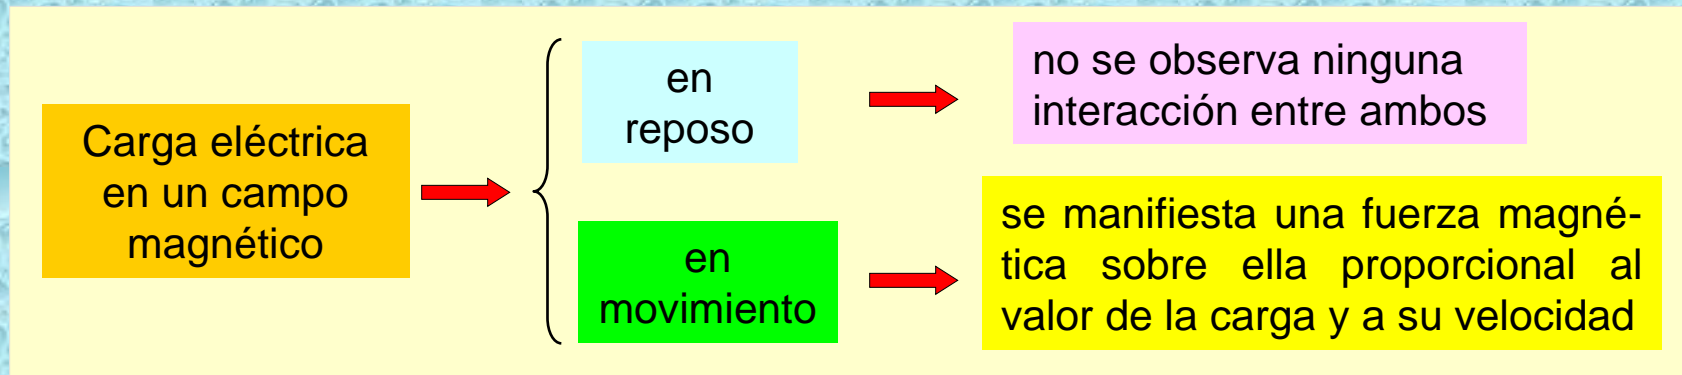 Carga eléctrica
en un campo
magnético
en
reposo
no se observa ninguna
interacción entre ambos
en
movimiento
se manifiesta una fuerza magné-
tica sobre ella proporcional al
valor de la carga y a su velocidad